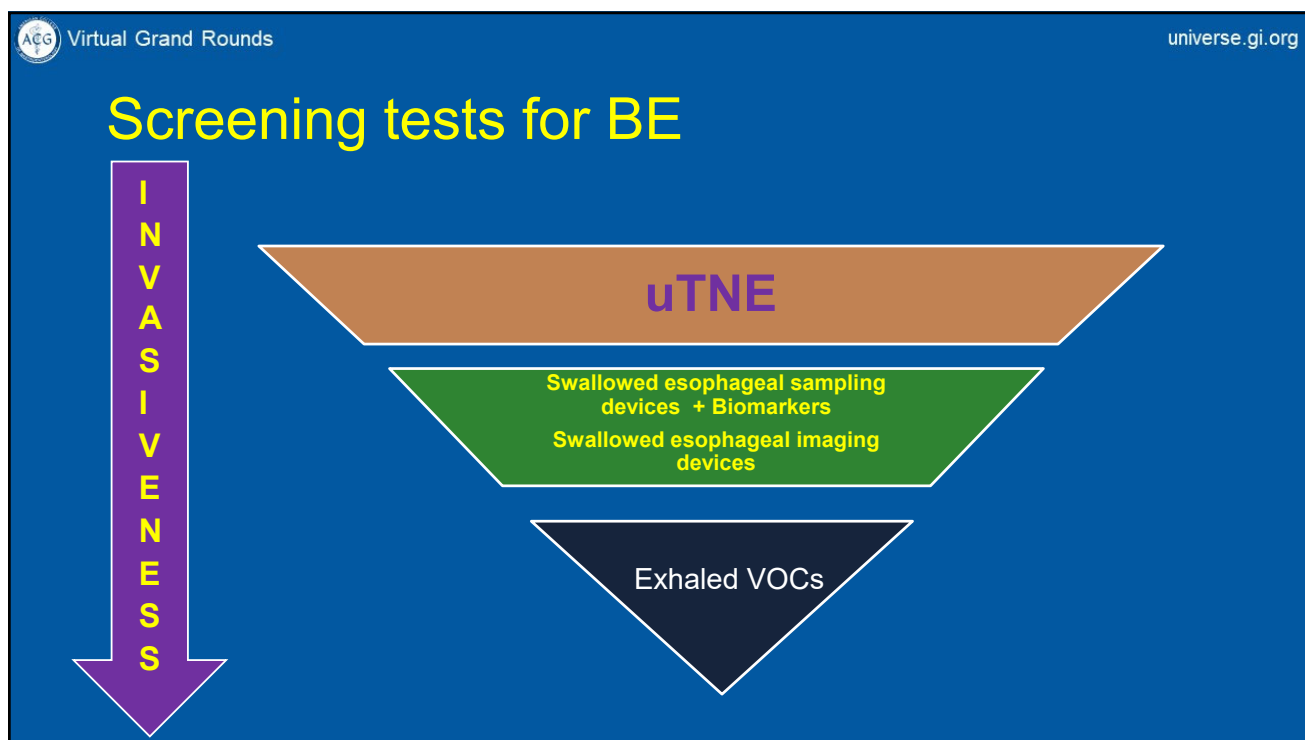 ACG Virtual Grand Rounds
universe.gi.org
Screening tests for BE
I
N
V
A
S
I
V
E
N
E
S
S
uTNE
Swallowed esophageal sampling
devices + Biomarkers
Swallowed esophageal imaging
devices
Exhaled VOCs